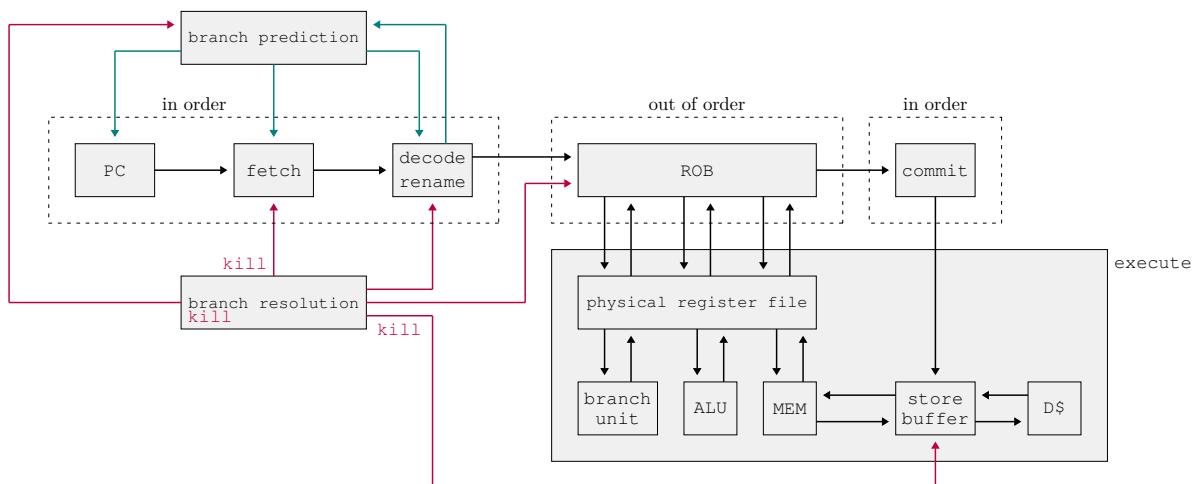 branch prediction
in order
out of order
in order
PC
fetch
decode
rename
ROB
commit
kill
execute
branch resolution
kill
kill
physical register file
branch
unit
ALU
MEM
store
buffer
D$